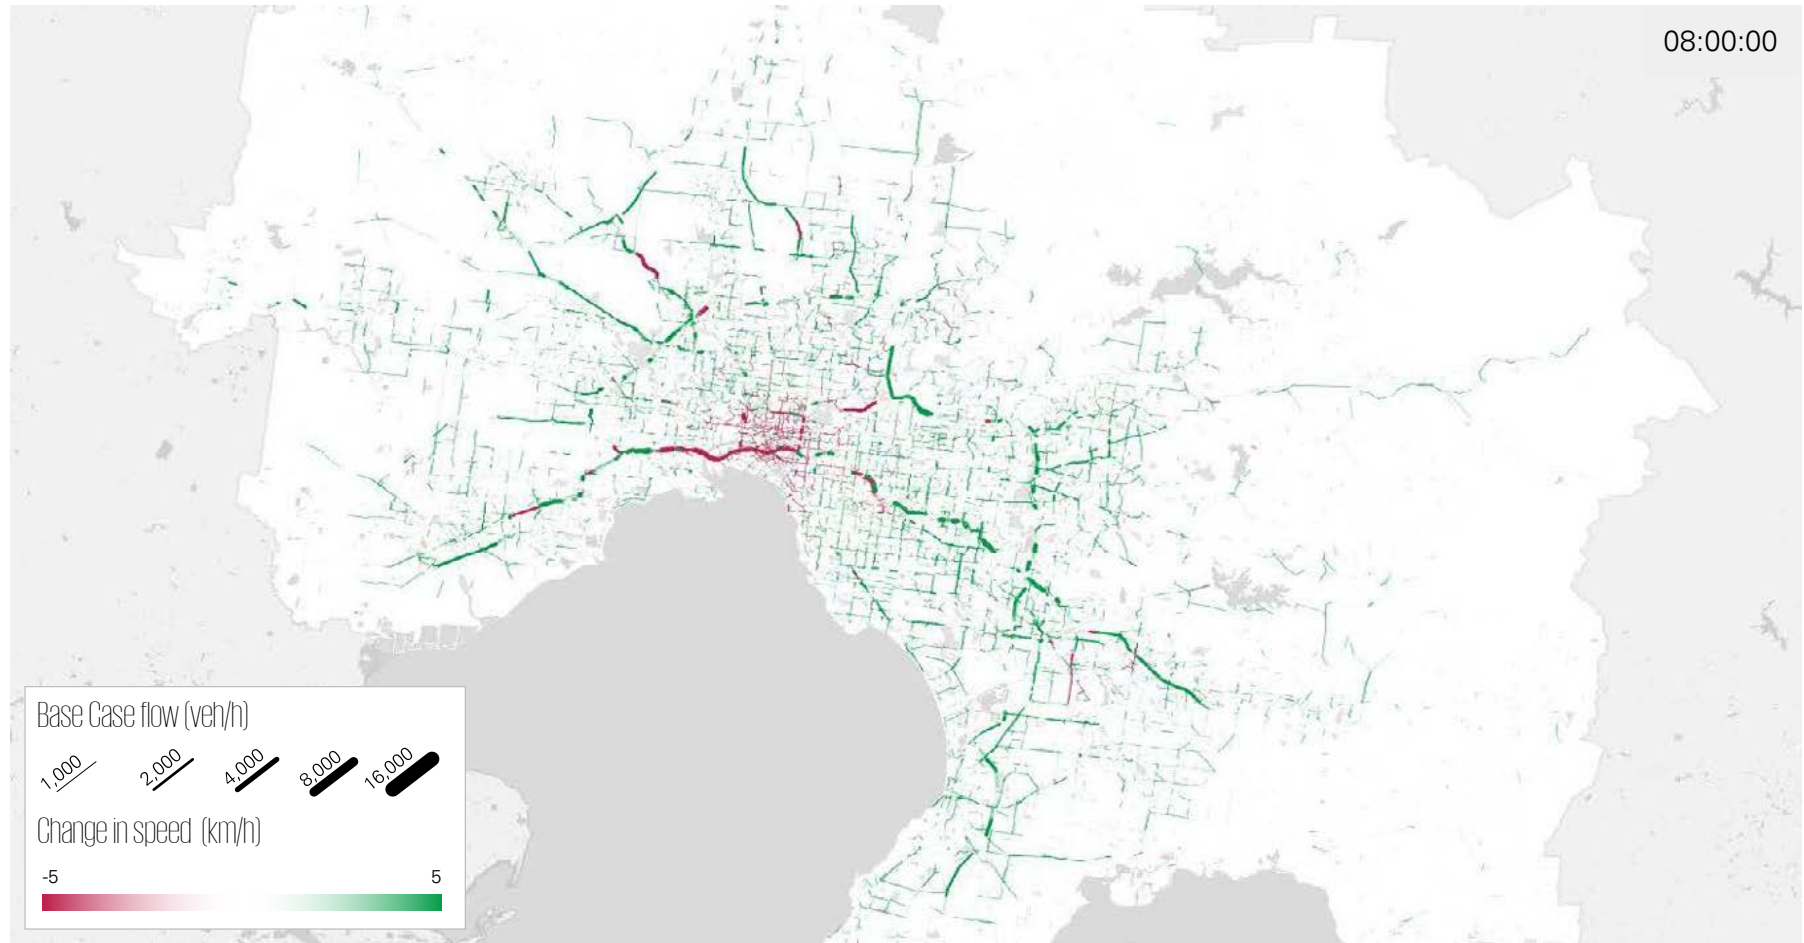 08:00:00
Base Case flow (veh/h)
1,000 2,000 4,000 8,000 16,000
Change in speed (km/h)
-5 5